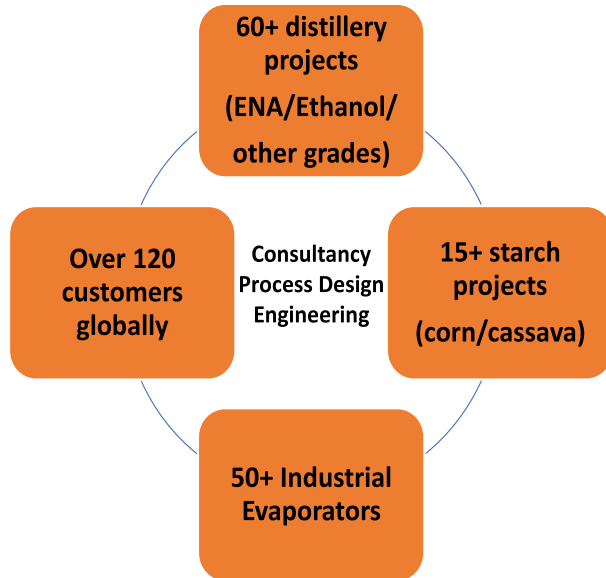 60+ distillery
projects
(ENA/Ethanol/
other grades)
Over 120
customers
globally
Consultancy
Process Design
Engineering
15+ starch
projects
(corn/cassava)
50+ Industrial
Evaporators